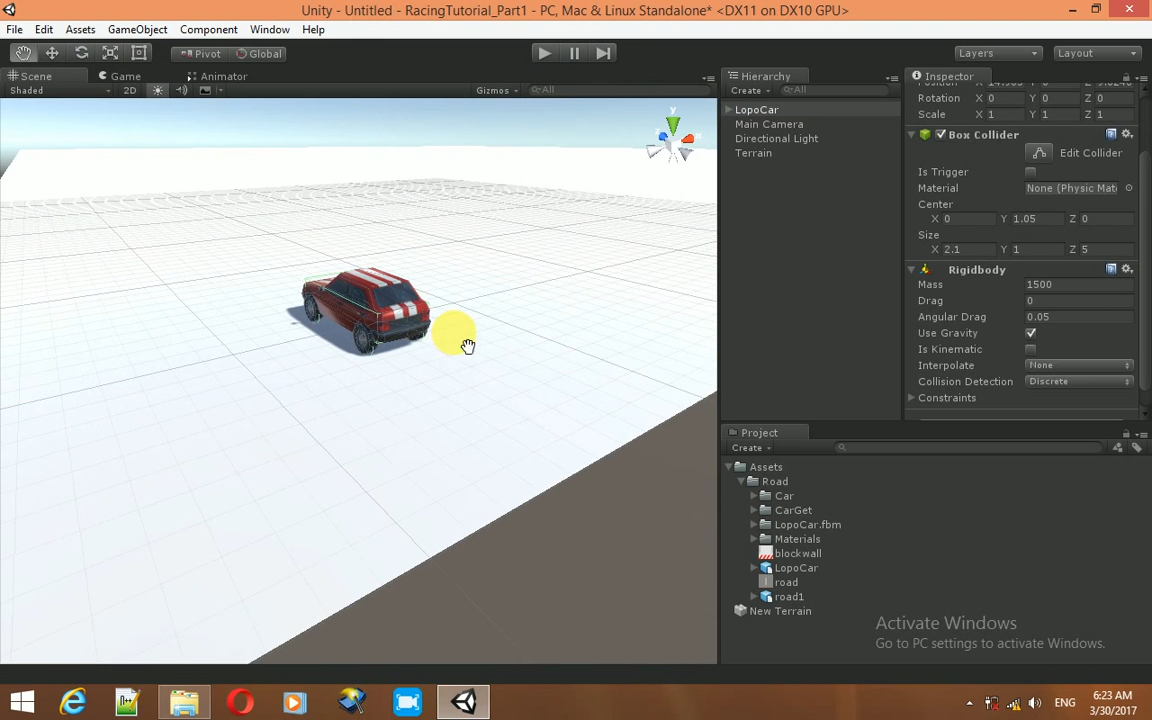 Unity - Untitled - RacingTutorial_Part1 - PC, Mac & Linux Standalone* <DX11 on DX10 GPU>
File Edit Assets GameObject Component Window Help
Pivot Global Layers Layout
Scene Game Animator
Shaded 2D Gizmos All
y
Hierarchy
Create All
LopoCar
Main Camera
Directional Light
Terrain
Inspector
Rotation X 0 Y 0 Z 0
Scale X 1 Y 1 Z 1
Box Collider
Edit Collider
Is Trigger
Material None (Physic Mat
Center
X 0 Y 1.05 Z 0
Size
X 2.1 Y 1 Z 5
Rigidbody
Mass 1500
Drag 0
Angular Drag 0.05
Use Gravity
Is Kinematic
Interpolate None
Collision Detection Discrete
Constraints
Project
Create
Assets
Road
Car
CarGet
LopoCar.fbm
Materials
blockwall
LopoCar
road
road1
New Terrain
Activate Windows
Go to PC settings to activate Windows.
ENG
6:23 AM
3/30/2017